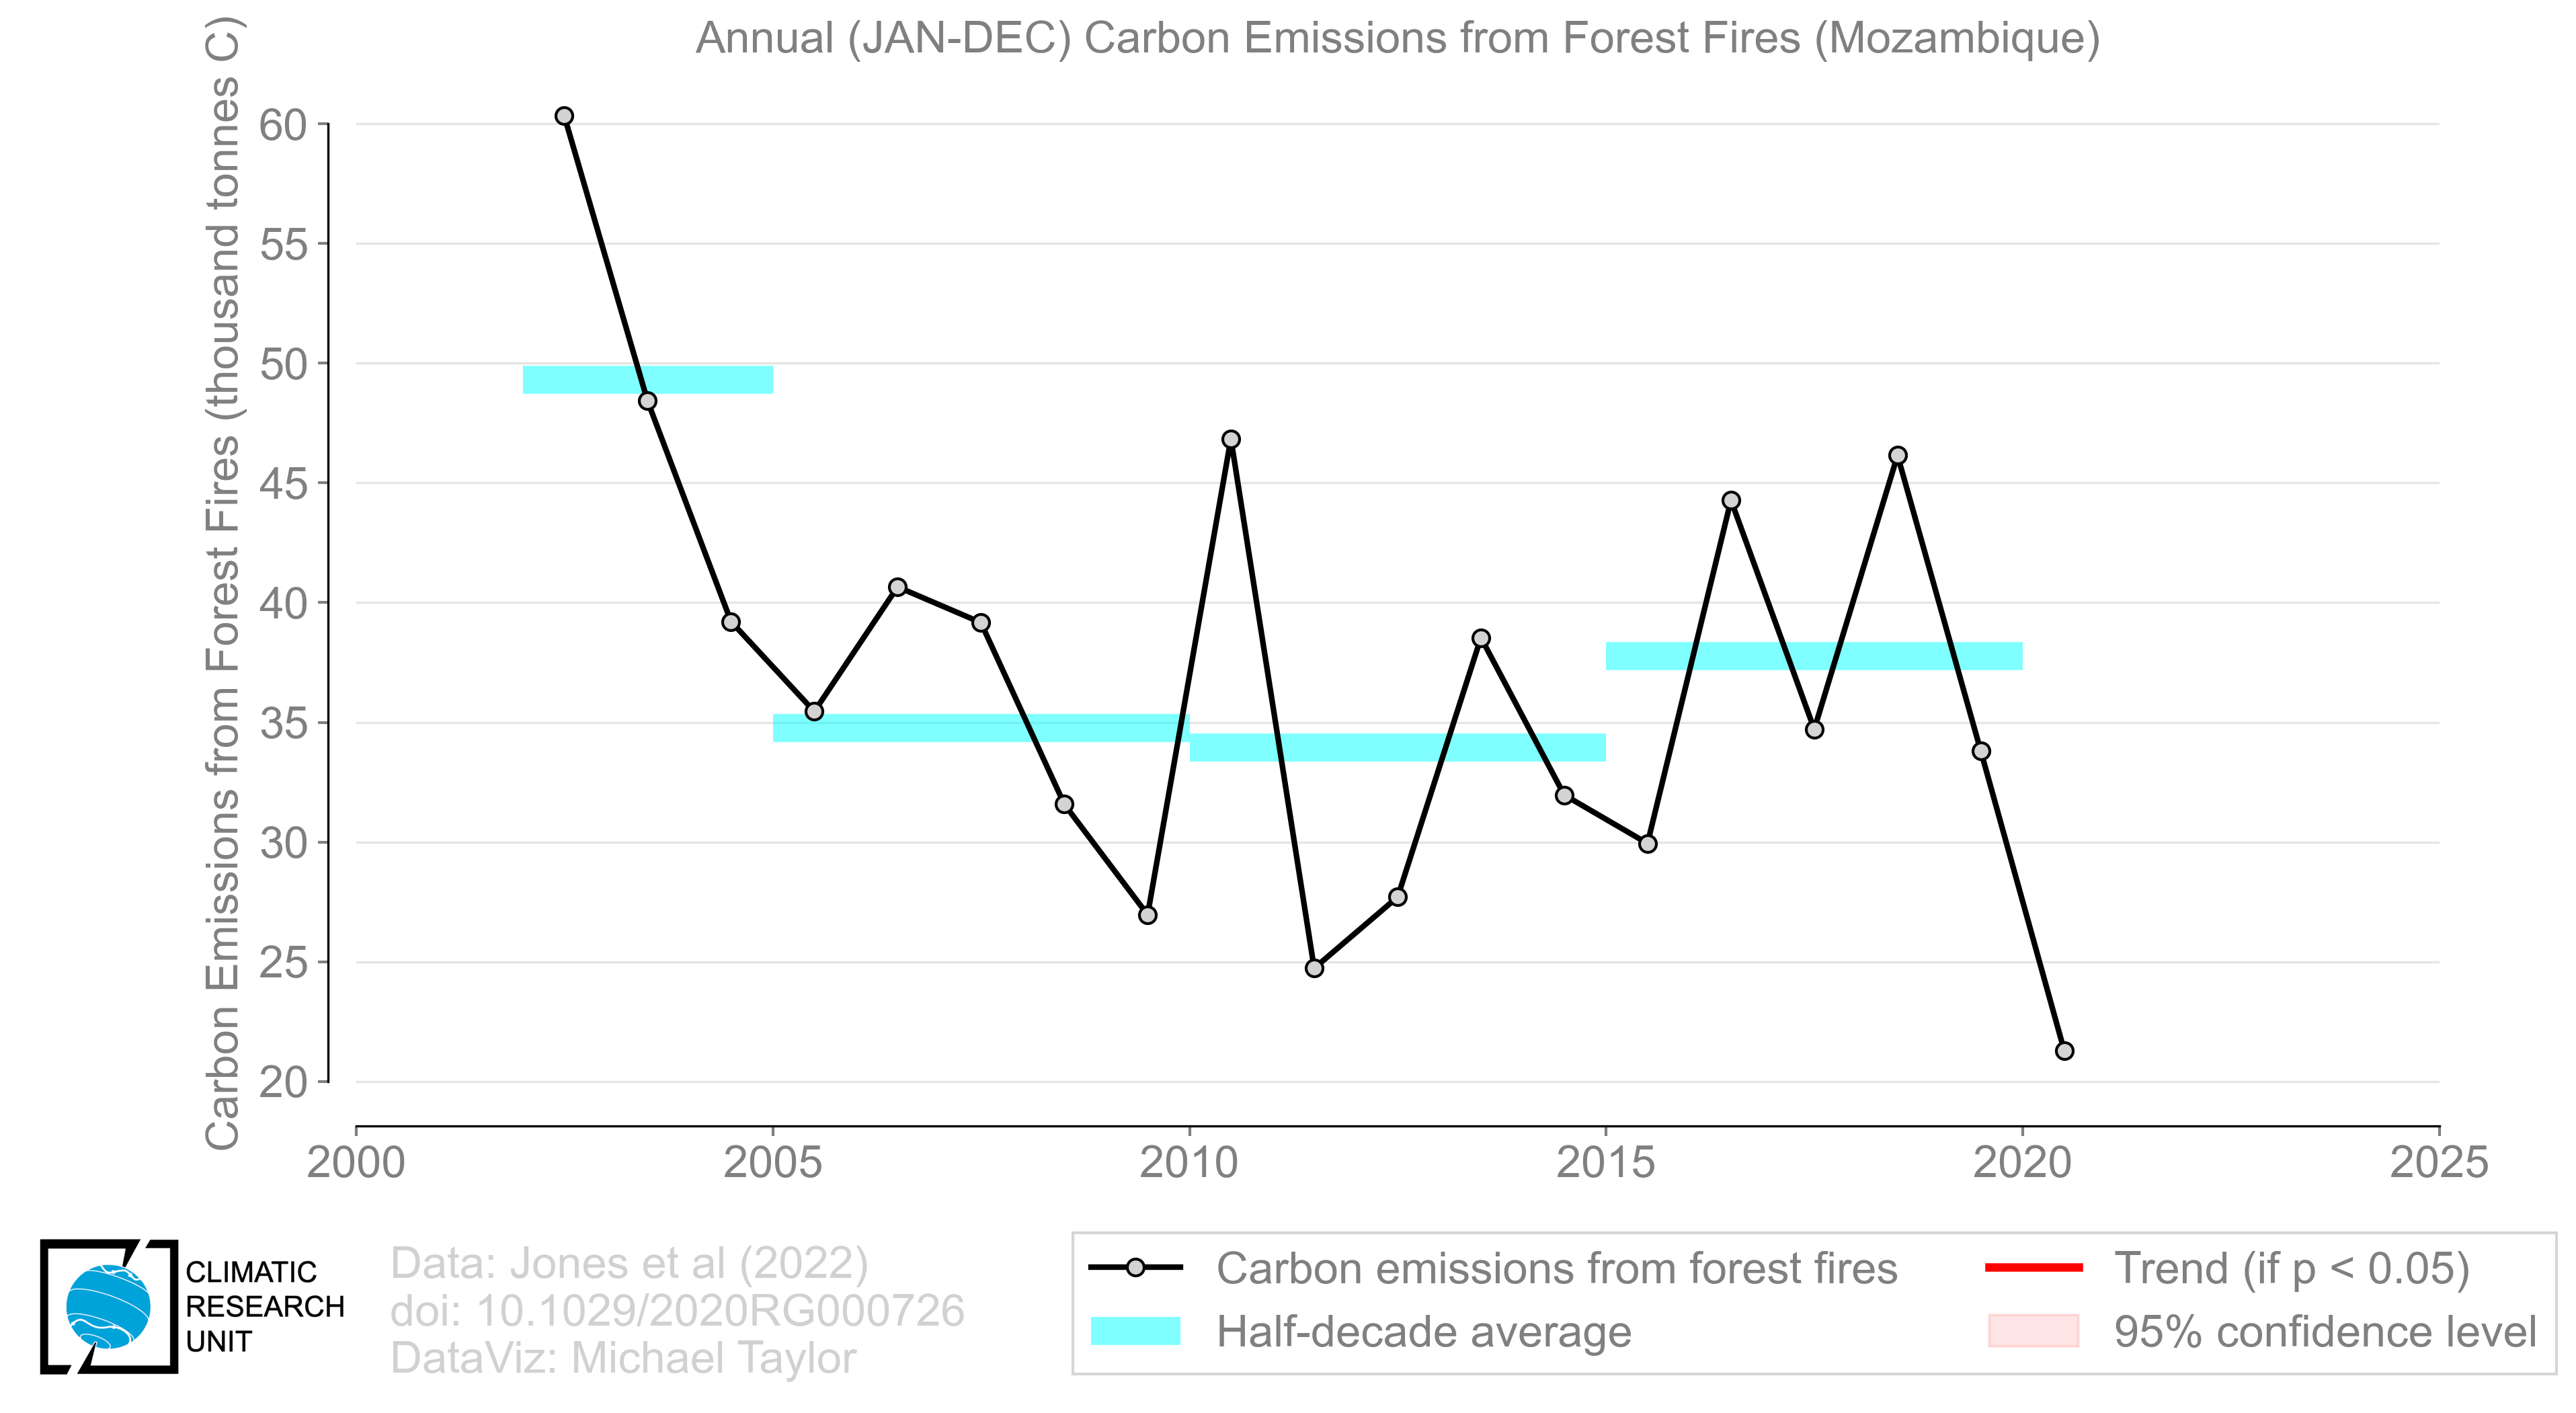 Annual (JAN-DEC) Carbon Emissions from Forest Fires (Mozambique)
Carbon Emissions from Forest Fires (thousand tonnes C)
60
55
50
45
40
35
30
25
20
2000 2005 2010 2015 2020 2025
CLIMATIC
RESEARCH
UNIT
Data: Jones et al (2022)
doi: 10.1029/2020RG000726
DataViz: Michael Taylor
Carbon emissions from forest fires
Half-decade average
Trend (if p < 0.05)
95% confidence level